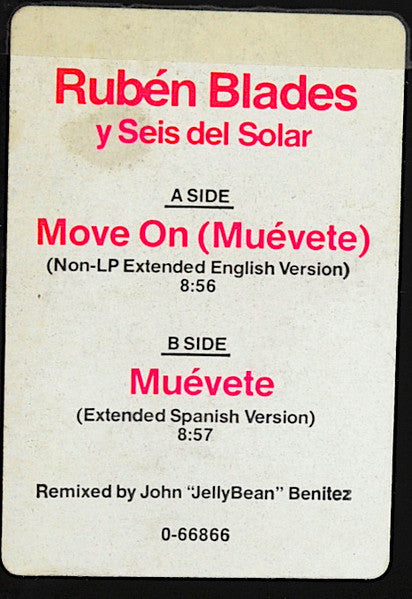 Rubén Blades
y Seis del Solar
A SIDE
Move On (Muévete)
(Non-LP Extended English Version)
8:56
B SIDE
Muévete
(Extended Spanish Version)
8:57
Remixed by John "JellyBean" Benitez
0-66866